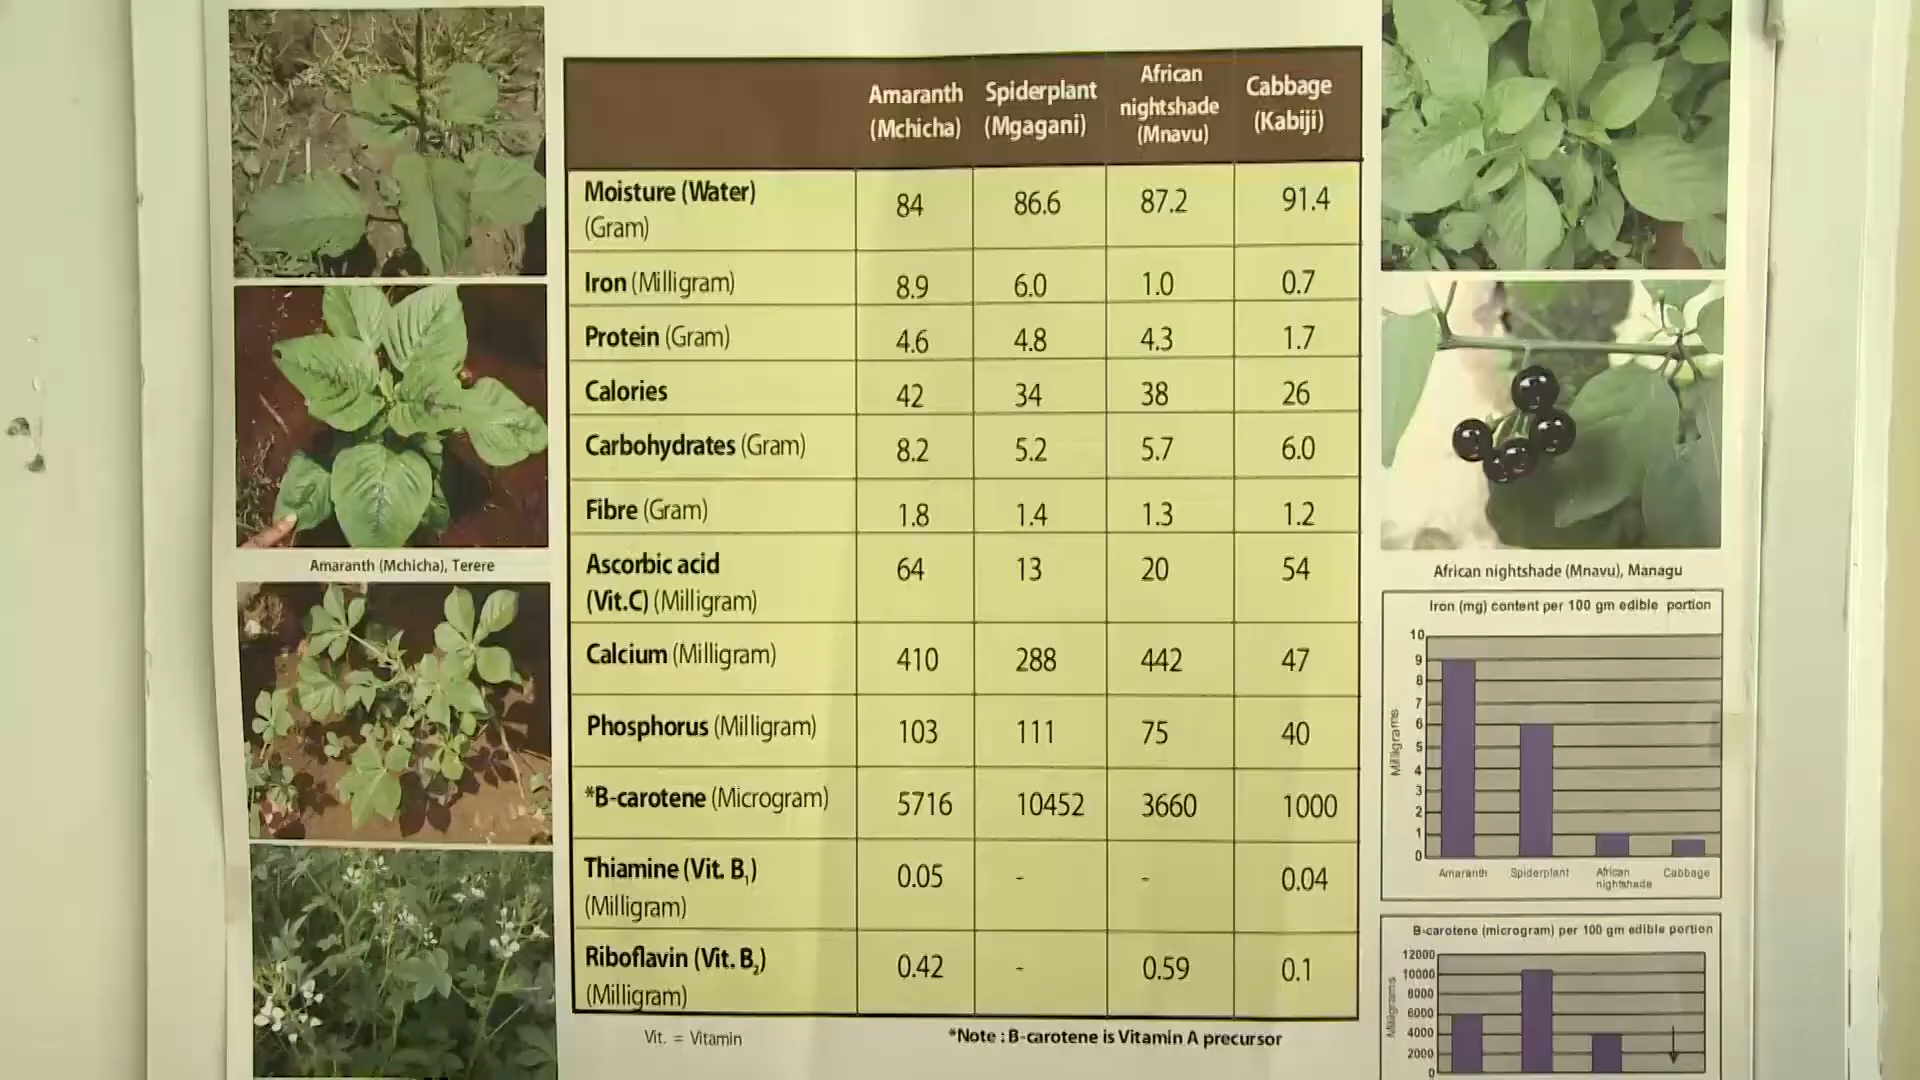 Amaranth (Mchicha)
Spiderplant (Mgagani)
African nightshade (Mnavu)
Cabbage (Kabiji)
Moisture (Water) (Gram) 84 86.6 87.2 91.4
Iron (Milligram) 8.9 6.0 1.0 0.7
Protein (Gram) 4.6 4.8 4.3 1.7
Calories 42 34 38 26
Carbohydrates (Gram) 8.2 5.2 5.7 6.0
Fibre (Gram) 1.8 1.4 1.3 1.2
Ascorbic acid (Vit.C) (Milligram) 64 13 20 54
Calcium (Milligram) 410 288 442 47
Phosphorus (Milligram) 103 111 75 40
*B-carotene (Microgram) 5716 10452 3660 1000
Thiamine (Vit. B₁) (Milligram) 0.05 - - 0.04
Riboflavin (Vit. B₂) (Milligram) 0.42 - 0.59 0.1
Vit. = Vitamin
*Note : B-carotene is Vitamin A precursor
Amaranth (Mchicha), Terere
African nightshade (Mnavu), Managu
Iron (mg) content per 100 gm edible portion
Milligrams
10
9
8
7
6
5
4
3
2
1
0
Amaranth
Spiderplant
African nightshade
Cabbage
B-carotene (microgram) per 100 gm edible portion
Milligrams
12000
10000
8000
6000
4000
2000
0